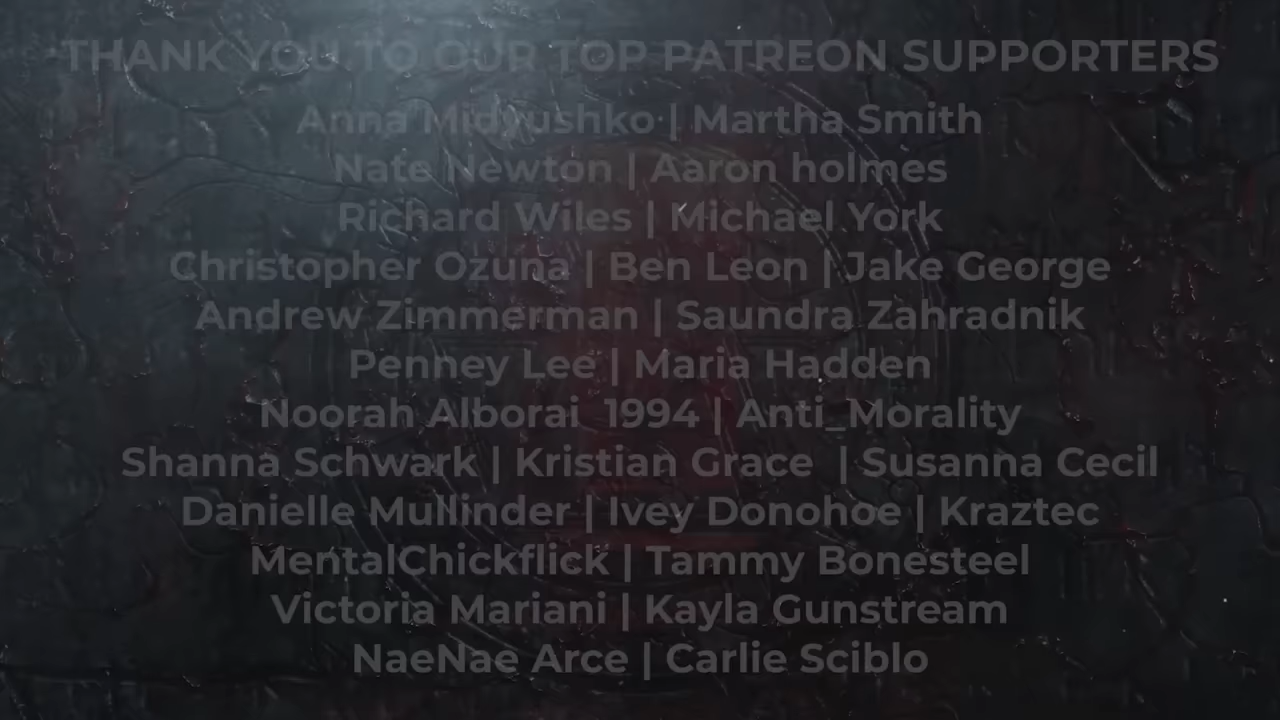 THANK YOU TO OUR TOP PATREON SUPPORTERS
Anna Midyushko | Martha Smith
Nate Newton | Aaron holmes
Richard Wiles | Michael York
Christopher Ozuna | Ben Leon | Jake George
Andrew Zimmerman | Saundra Zahradnik
Penney Lee | Maria Hadden
Noorah Alborai_1994 | Anti_Morality
Shanna Schwark | Kristian Grace | Susanna Cecil
Danielle Mullinder | Ivey Donohoe | Kraztec
MentalChickflick | Tammy Bonesteel
Victoria Mariani | Kayla Gunstream
NaeNae Arce | Carlie Sciblo